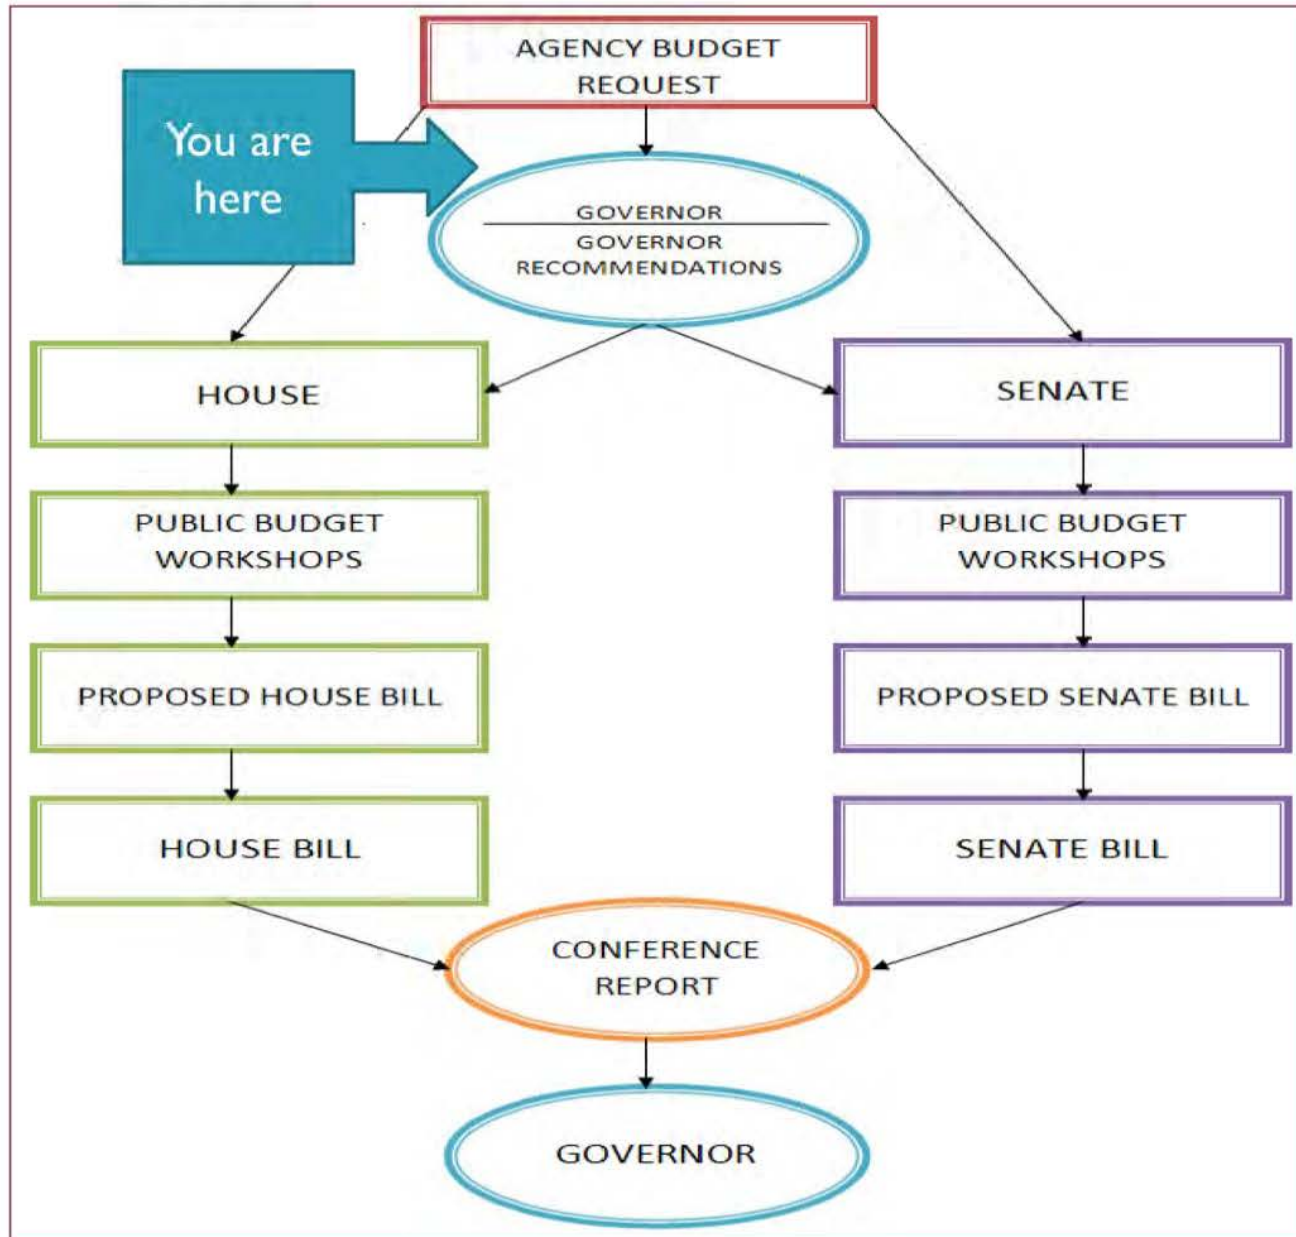 AGENCY BUDGET
REQUEST
You are
here
GOVERNOR
GOVERNOR
RECOMMENDATIONS
HOUSE
SENATE
PUBLIC BUDGET
WORKSHOPS
PUBLIC BUDGET
WORKSHOPS
PROPOSED HOUSE BILL
PROPOSED SENATE BILL
HOUSE BILL
SENATE BILL
CONFERENCE
REPORT
GOVERNOR